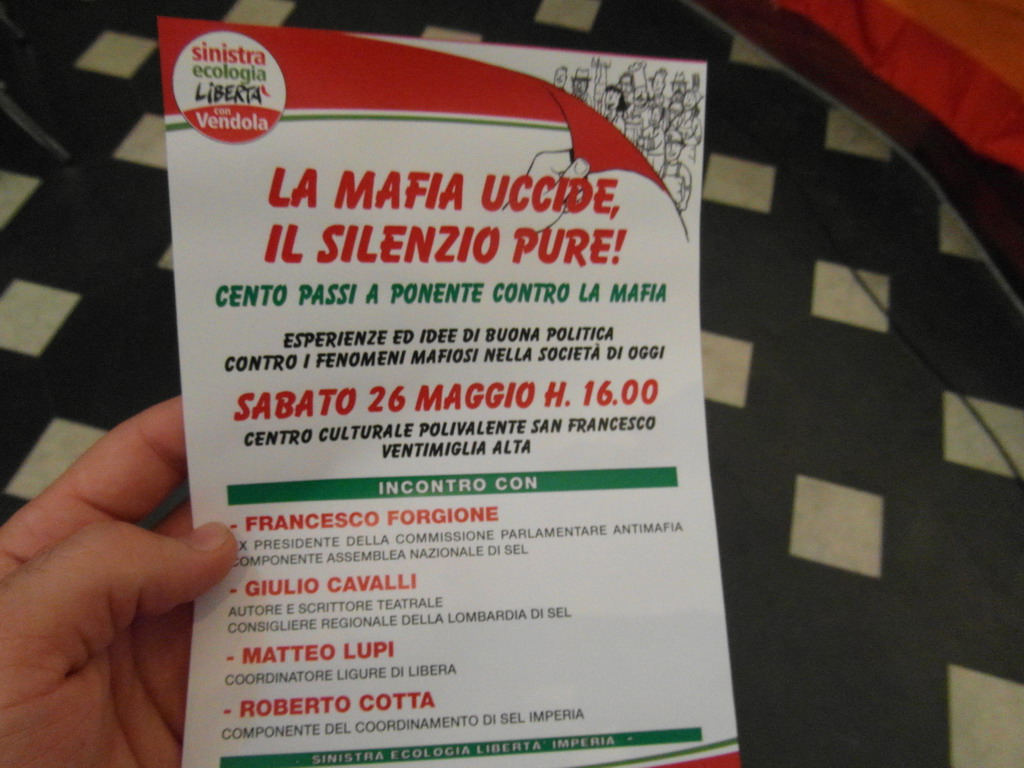 sinistra
ecologia
LIBERTA'
con
Vendola
LA MAFIA UCCIDE,
IL SILENZIO PURE!
CENTO PASSI A PONENTE CONTRO LA MAFIA
ESPERIENZE ED IDEE DI BUONA POLITICA
CONTRO I FENOMENI MAFIOSI NELLA SOCIETÀ DI OGGI
SABATO 26 MAGGIO H. 16.00
CENTRO CULTURALE POLIVALENTE SAN FRANCESCO
VENTIMIGLIA ALTA
INCONTRO CON
- FRANCESCO FORGIONE
X PRESIDENTE DELLA COMMISSIONE PARLAMENTARE ANTIMAFIA
COMPONENTE ASSEMBLEA NAZIONALE DI SEL
- GIULIO CAVALLI
AUTORE E SCRITTORE TEATRALE
CONSIGLIERE REGIONALE DELLA LOMBARDIA DI SEL
- MATTEO LUPI
COORDINATORE LIGURE DI LIBERA
- ROBERTO COTTA
COMPONENTE DEL COORDINAMENTO DI SEL IMPERIA
- SINISTRA ECOLOGIA LIBERTA' IMPERIA -